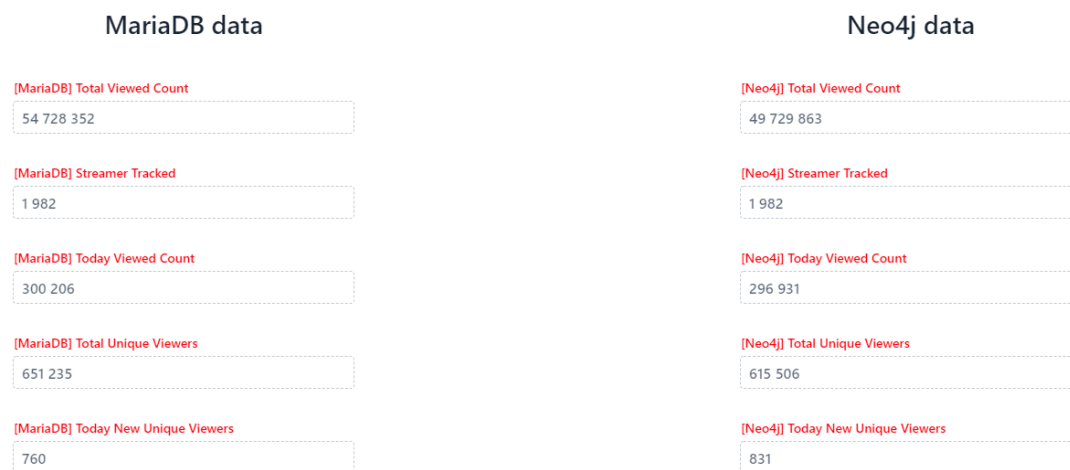 MariaDB data
[MariaDB] Total Viewed Count
54 728 352
[MariaDB] Streamer Tracked
1 982
[MariaDB] Today Viewed Count
300 206
[MariaDB] Total Unique Viewers
651 235
[MariaDB] Today New Unique Viewers
760
Neo4j data
[Neo4j] Total Viewed Count
49 729 863
[Neo4j] Streamer Tracked
1 982
[Neo4j] Today Viewed Count
296 931
[Neo4j] Total Unique Viewers
615 506
[Neo4j] Today New Unique Viewers
831